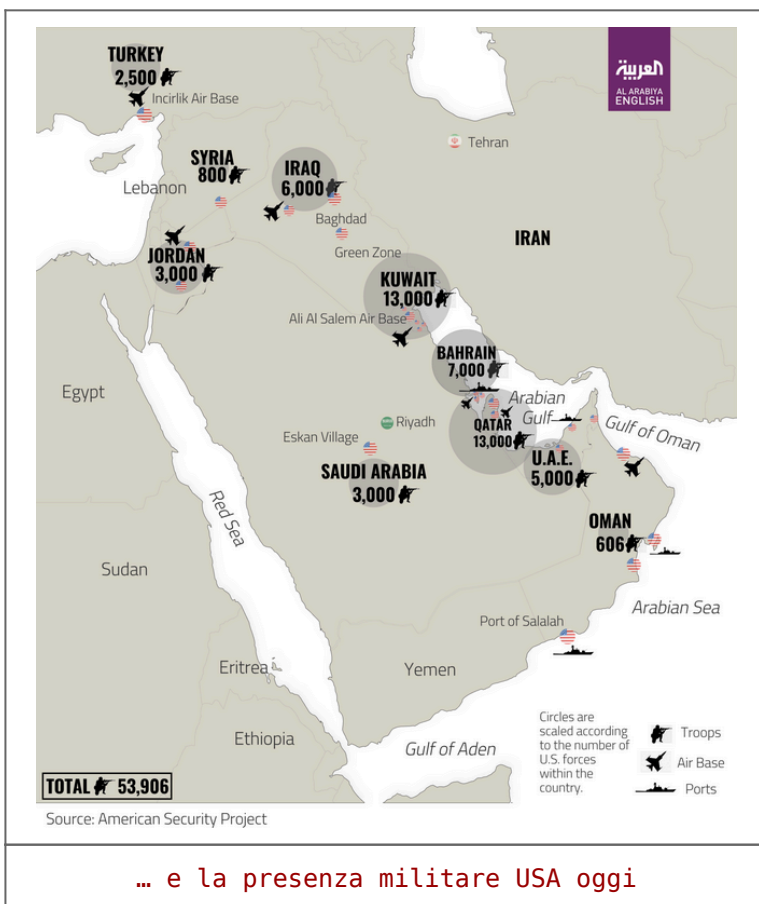 TURKEY
2,500
Incirlik Air Base
العربية
AL ARABIYA
ENGLISH
Tehran
SYRIA
800
IRAQ
6,000
Lebanon
Baghdad
Green Zone
IRAN
JORDAN
3,000
KUWAIT
13,000
Ali Al Salem Air Base
BAHRAIN
7,000
Egypt
Arabian
Gulf
Gulf of Oman
QATAR
13,000
Riyadh
Eskan Village
SAUDI ARABIA
3,000
U.A.E.
5,000
Red Sea
OMAN
606
Sudan
Arabian Sea
Port of Salalah
Eritrea
Yemen
Ethiopia
Gulf of Aden
Circles are
scaled according
to the number of
U.S. forces
within the
country.
Troops
Air Base
Ports
TOTAL 53,906
Source: American Security Project
… e la presenza militare USA oggi